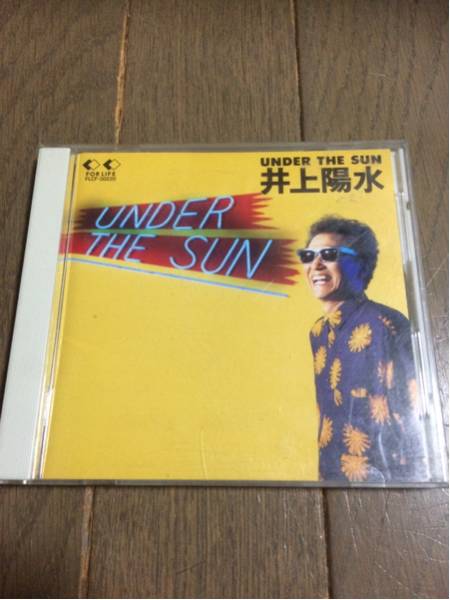 FOR LIFE
UNDER THE SUN
井上陽水
UNDER
THE SUN